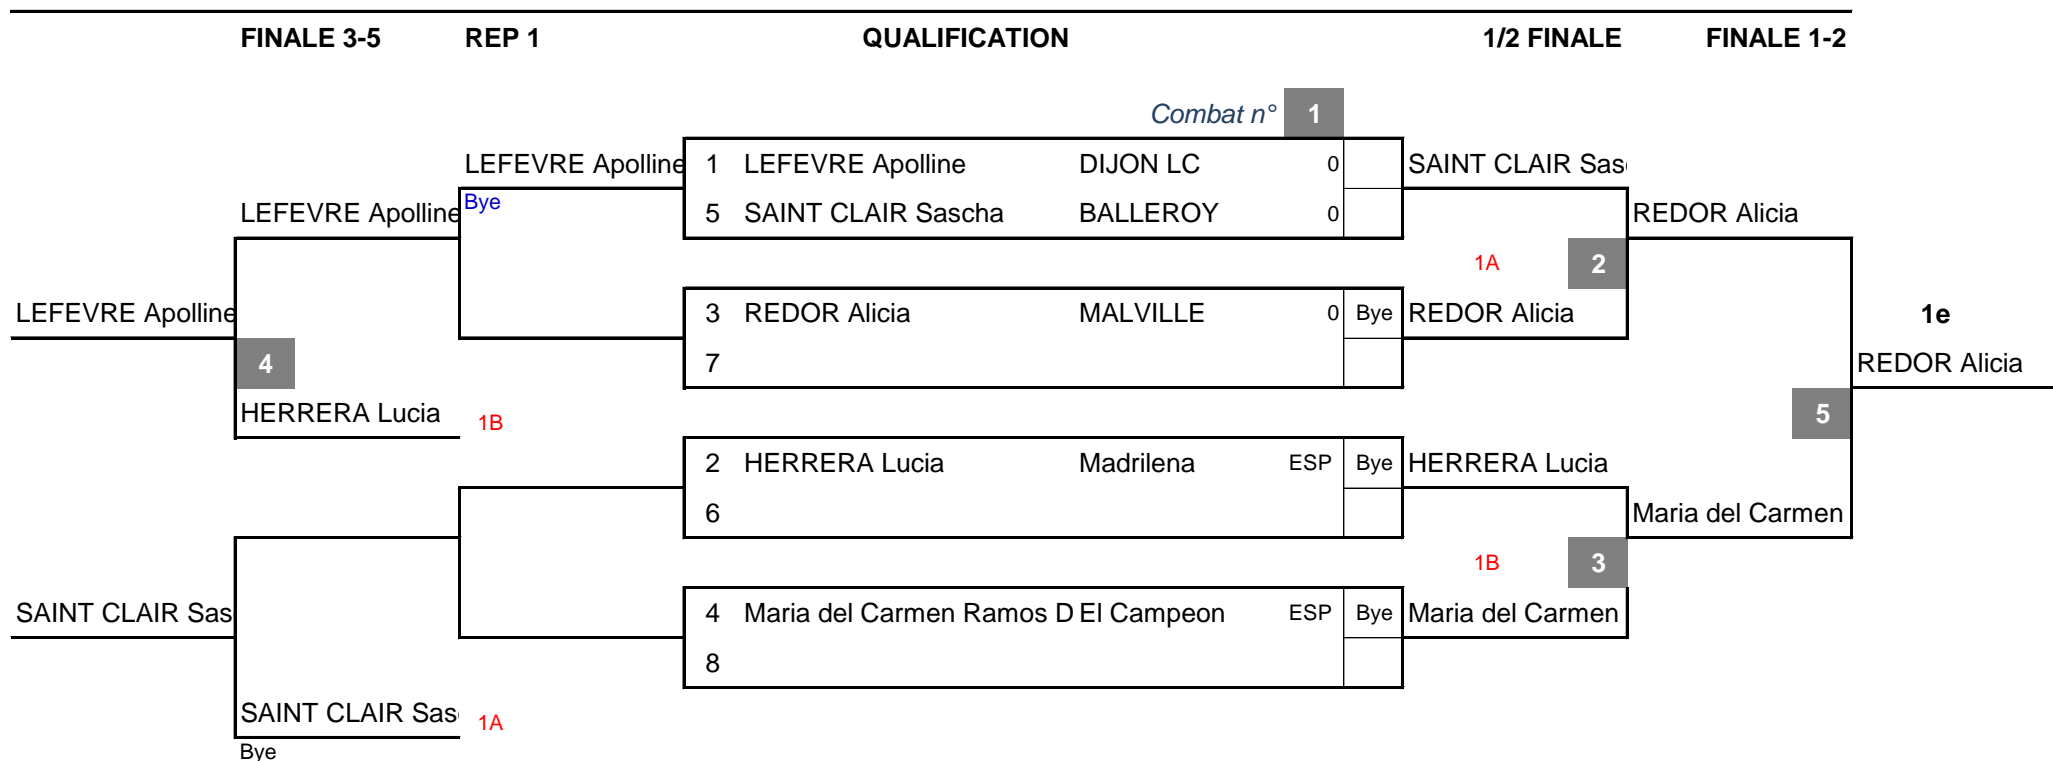 FINALE 3-5 REP 1 QUALIFICATION 1/2 FINALE FINALE 1-2
Combat n° 1
LEFEVRE Apolline 1 LEFEVRE Apolline DIJON LC 0 SAINT CLAIR Sas
LEFEVRE Apolline Bye 5 SAINT CLAIR Sascha BALLEROY 0 REDOR Alicia
1A 2
LEFEVRE Apolline 3 REDOR Alicia MALVILLE 0 Bye REDOR Alicia 1e
4 7 REDOR Alicia
HERRERA Lucia 1B 5
2 HERRERA Lucia Madrilena ESP Bye HERRERA Lucia
6 Maria del Carmen
1B 3
SAINT CLAIR Sas 4 Maria del Carmen Ramos D El Campeon ESP Bye Maria del Carmen
8
SAINT CLAIR Sas 1A
Bye